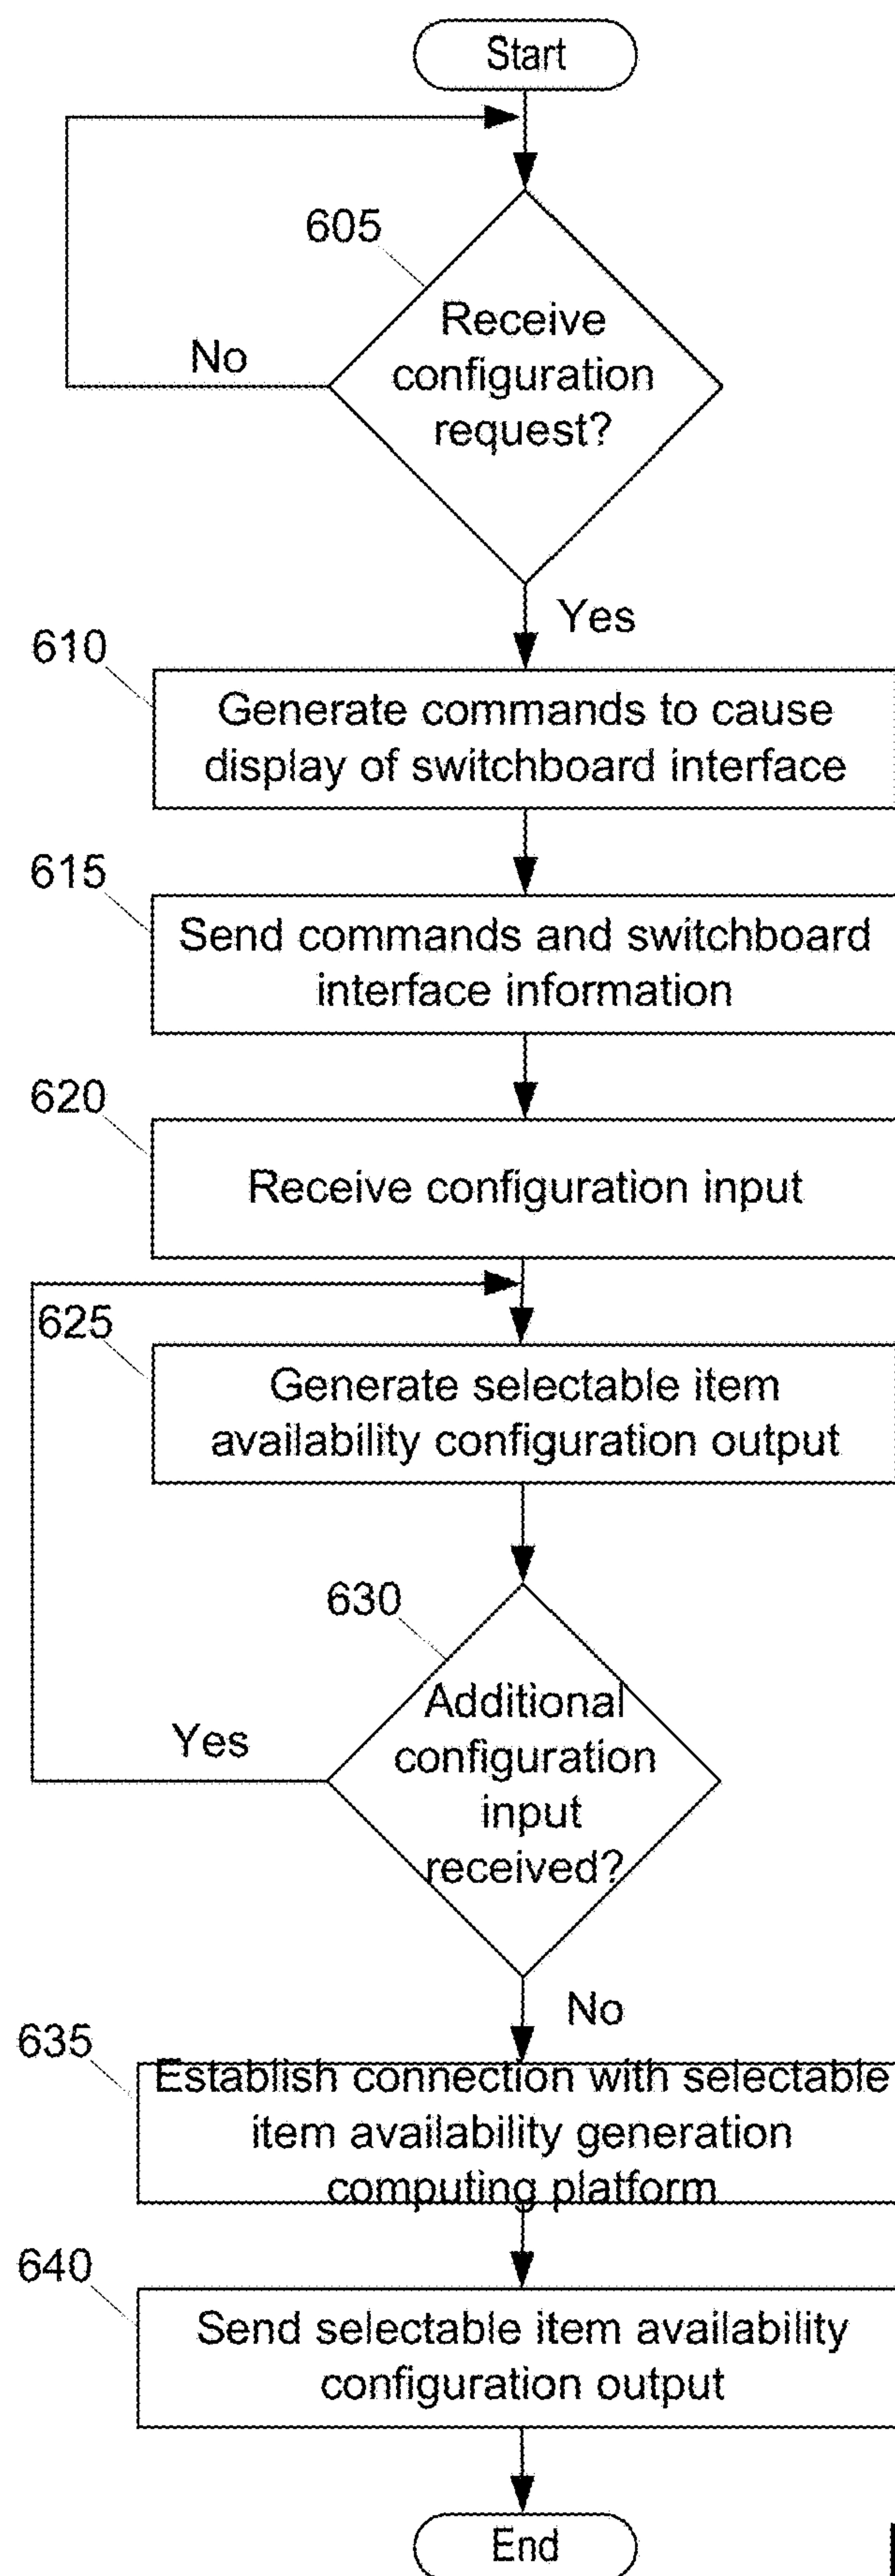 Start
605
Receive
configuration
request?
No
Yes
610
Generate commands to cause
display of switchboard interface
615
Send commands and switchboard
interface information
620
Receive configuration input
625
Generate selectable item
availability configuration output
630
Additional
configuration
input
received?
Yes
No
635
Establish connection with selectable
item availability generation
computing platform
640
Send selectable item availability
configuration output
End